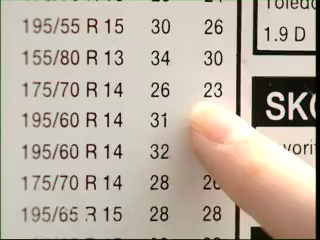 195/55 R 15 30 26
155/80 R 13 34 30
175/70 R 14 26 23
195/60 R 14 31
195/60 R 14 32
175/70 R 14 28
195/65 R 15 28 28
Toledo
1.9 D